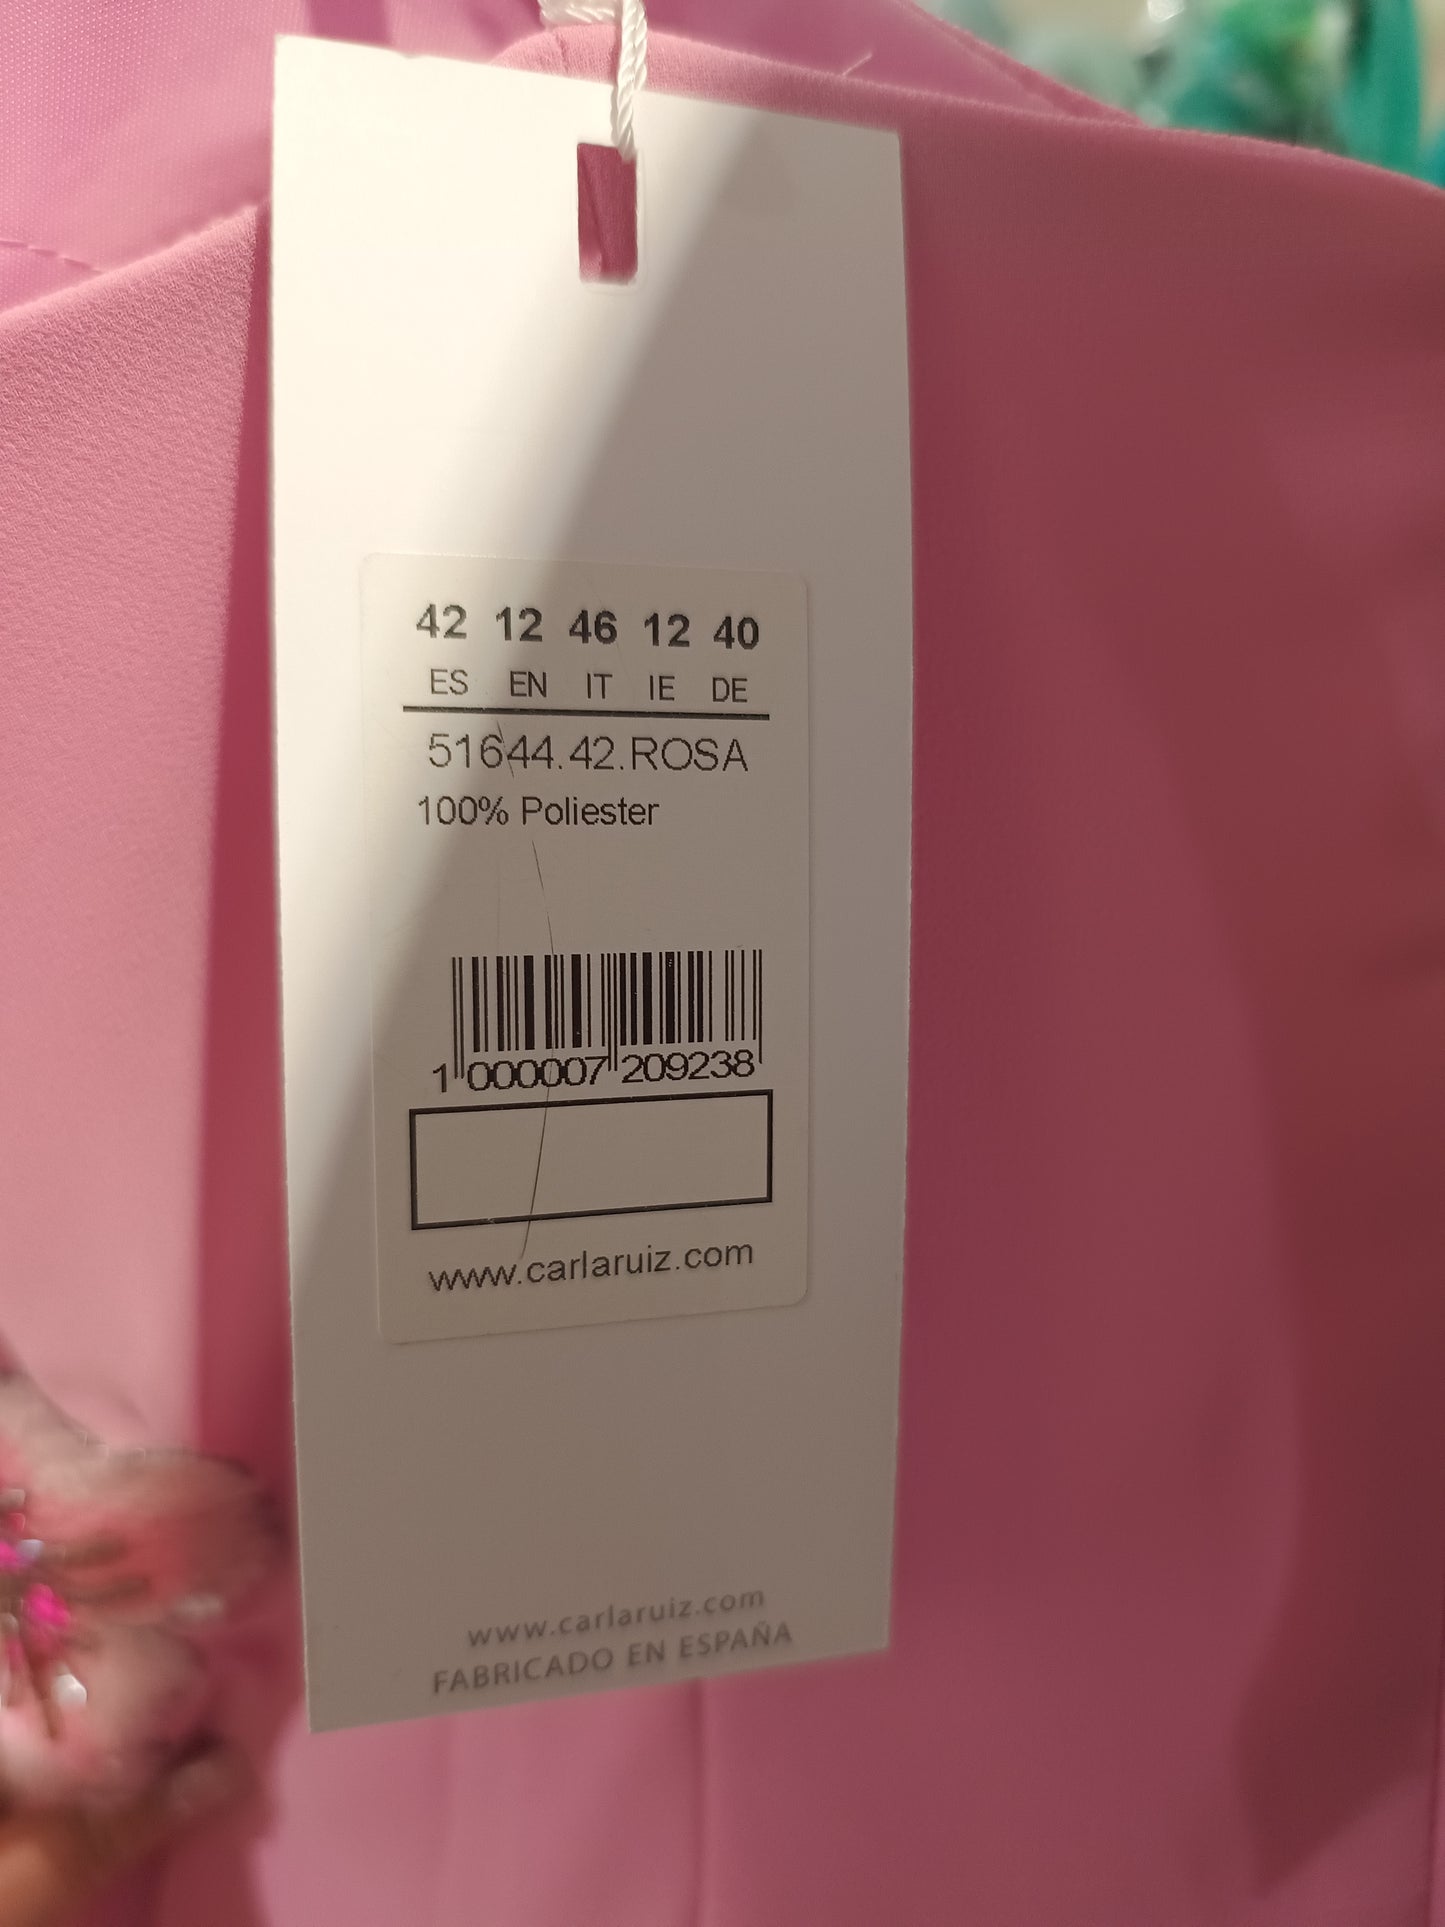 42 12 46 12 40
ES EN IT IE DE
51644.42.ROSA
100% Poliester
1 000007 209238
www.carlaruiz.com
www.carlaruiz.com
FABRICADO EN ESPAÑA